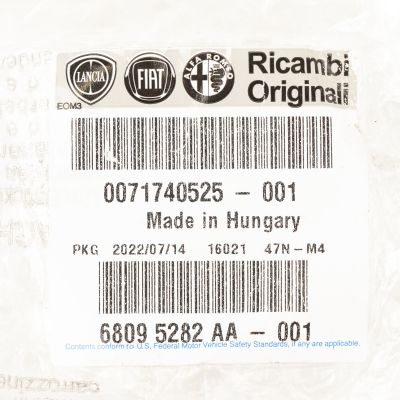 LANCIA FIAT ALFA ROMEO Ricambi
Originali
EOM3
0071740525 - 001
Made in Hungary
PKG 2022/07/14 16021 47N-M4
6809 5282 AA - 001
Contents conform to U.S. Federal Motor Vehicle Safety Standards, if any are applicable.